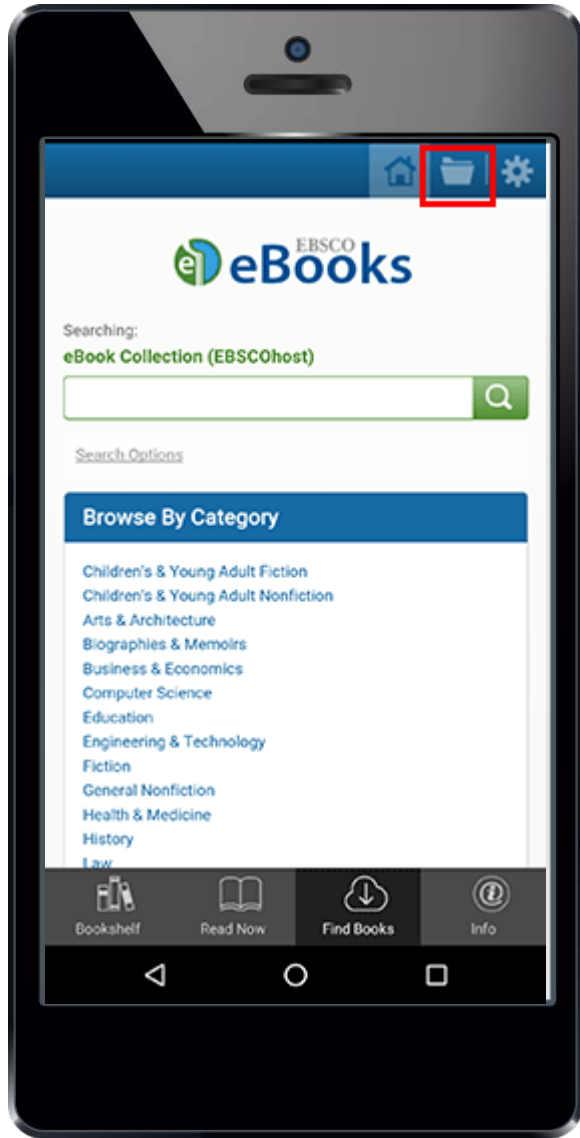 EBSCO
eBooks
Searching:
eBook Collection (EBSCOhost)
Search Options
Browse By Category
Children's & Young Adult Fiction
Children's & Young Adult Nonfiction
Arts & Architecture
Biographies & Memoirs
Business & Economics
Computer Science
Education
Engineering & Technology
Fiction
General Nonfiction
Health & Medicine
History
Law
Bookshelf Read Now Find Books Info